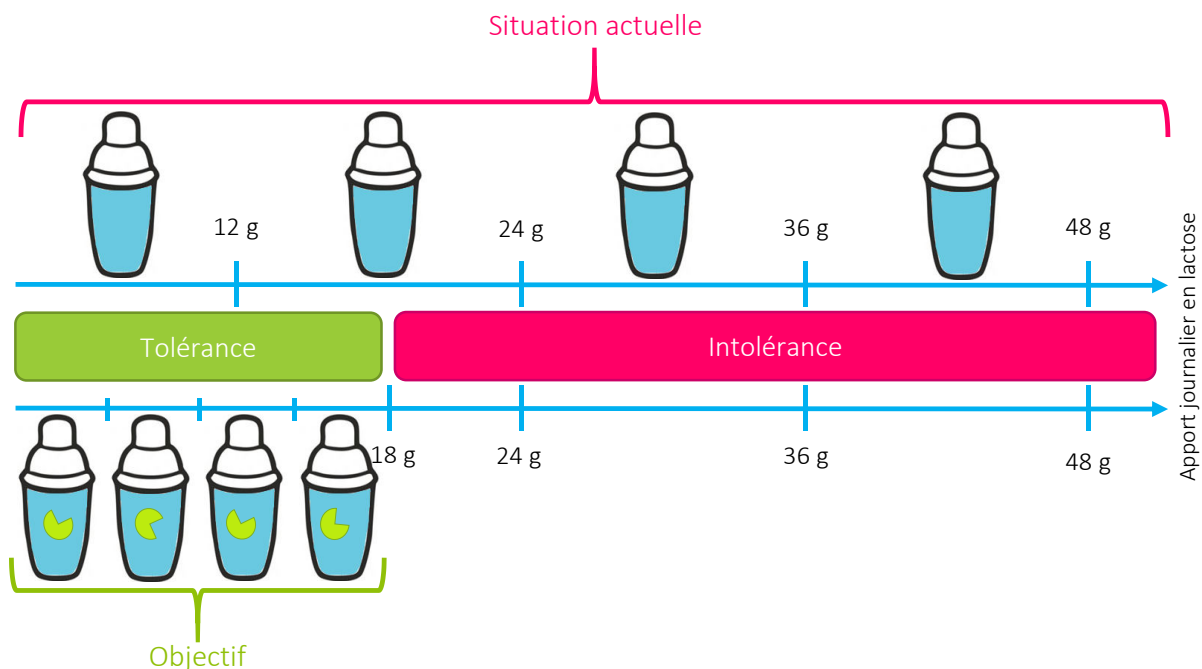 Situation actuelle
12 g
24 g
36 g
48 g
Apport journalier en lactose
Tolérance
Intolérance
18 g
24 g
36 g
48 g
Objectif